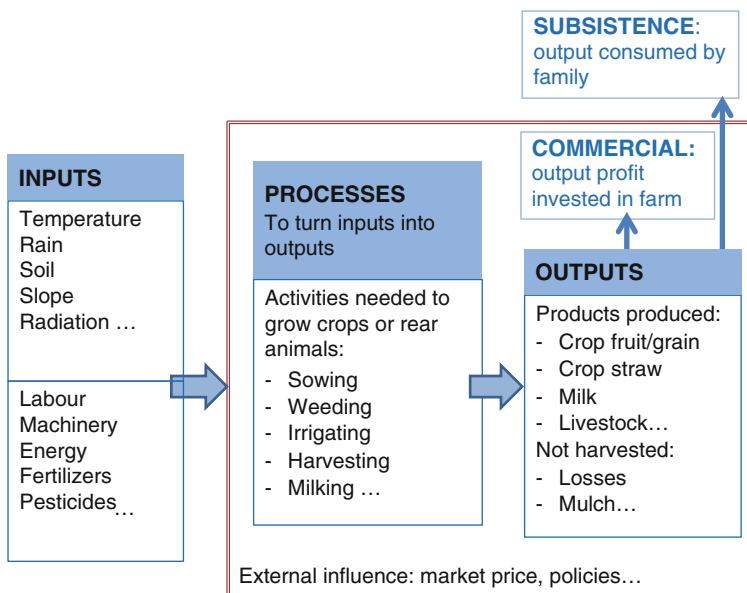 SUBSISTENCE:
output consumed by
family
COMMERCIAL:
output profit
invested in farm
INPUTS
Temperature
Rain
Soil
Slope
Radiation …
Labour
Machinery
Energy
Fertilizers
Pesticides…
PROCESSES
To turn inputs into
outputs
Activities needed to
grow crops or rear
animals:
- Sowing
- Weeding
- Irrigating
- Harvesting
- Milking …
OUTPUTS
Products produced:
- Crop fruit/grain
- Crop straw
- Milk
- Livestock…
Not harvested:
- Losses
- Mulch…
External influence: market price, policies…